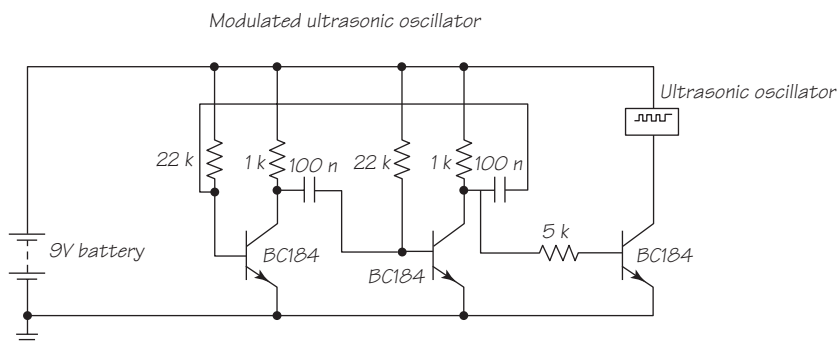 Modulated ultrasonic oscillator
Ultrasonic oscillator
22 k
1 k
100 n
22 k
1 k
100 n
5 k
9V battery
BC184
BC184
BC184